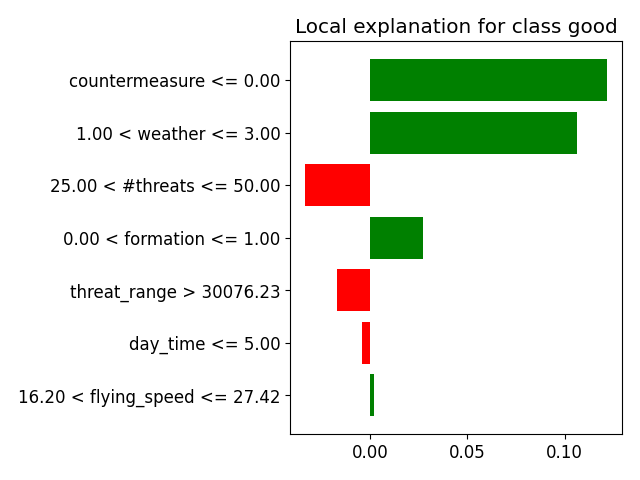 Local explanation for class good
countermeasure <= 0.00
1.00 < weather <= 3.00
25.00 < #threats <= 50.00
0.00 < formation <= 1.00
threat_range > 30076.23
day_time <= 5.00
16.20 < flying_speed <= 27.42
0.00 0.05 0.10